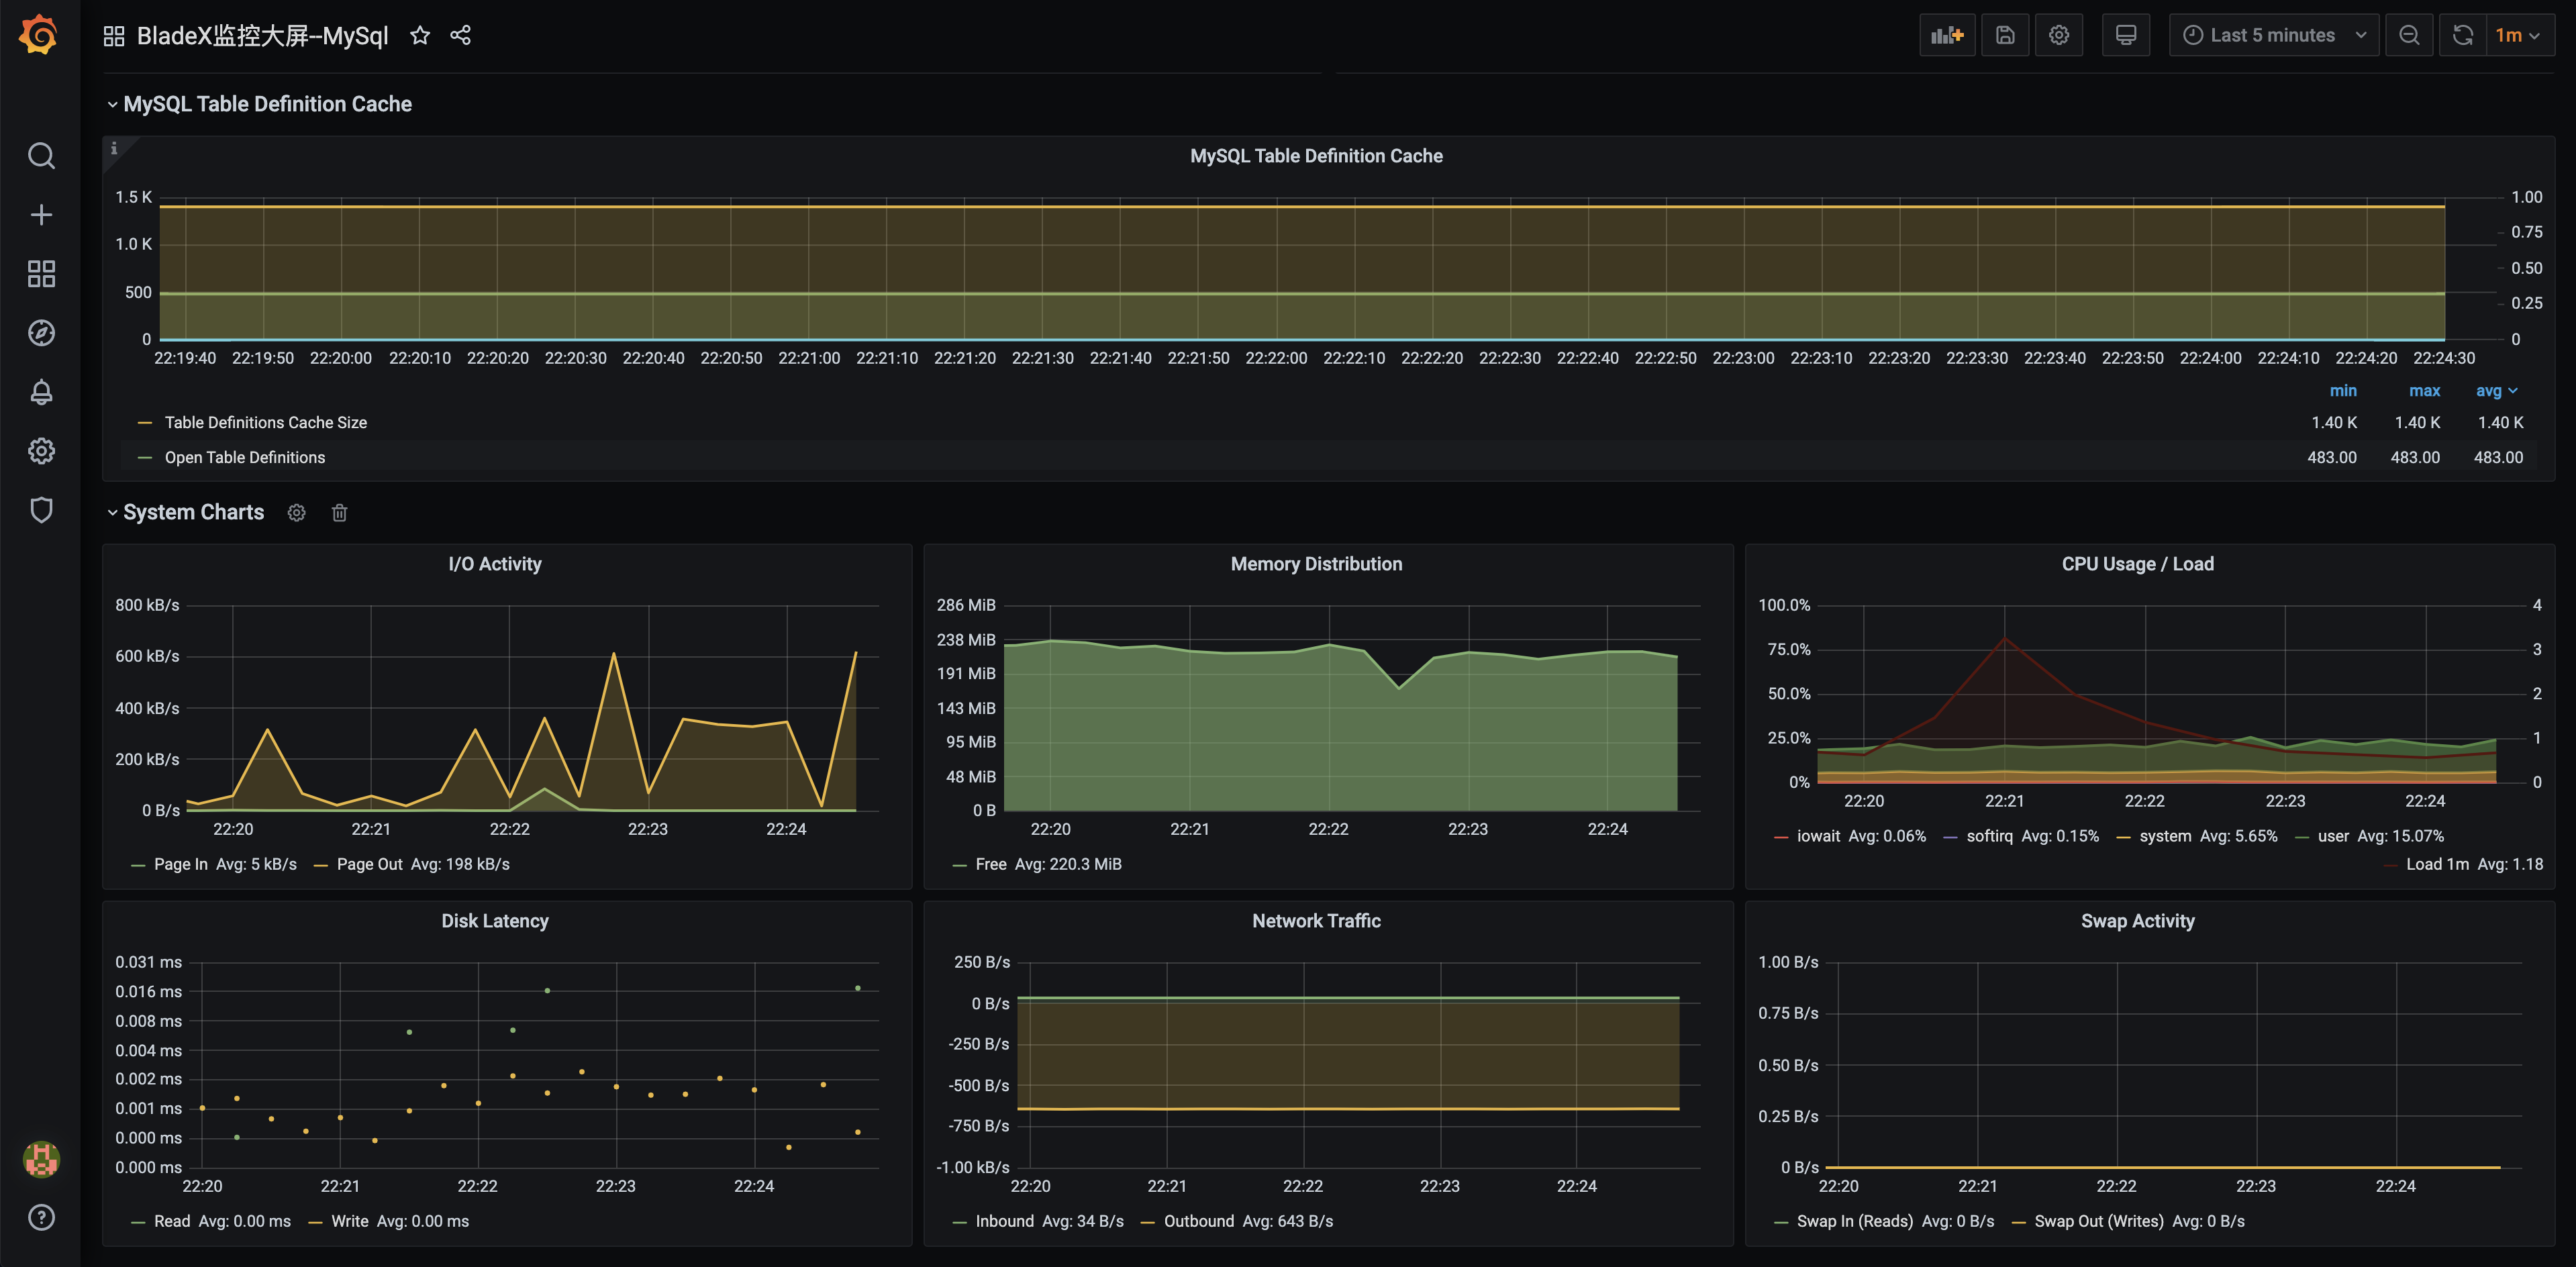 BladeX监控大屏--MySql
Last 5 minutes
1m
MySQL Table Definition Cache
i
MySQL Table Definition Cache
1.5 K
1.0 K
500
0
1.00
0.75
0.50
0.25
0
22:19:40 22:19:50 22:20:00 22:20:10 22:20:20 22:20:30 22:20:40 22:20:50 22:21:00 22:21:10 22:21:20 22:21:30 22:21:40 22:21:50 22:22:00 22:22:10 22:22:20 22:22:30 22:22:40 22:22:50 22:23:00 22:23:10 22:23:20 22:23:30 22:23:40 22:23:50 22:24:00 22:24:10 22:24:20 22:24:30
min max avg
Table Definitions Cache Size 1.40 K 1.40 K 1.40 K
Open Table Definitions 483.00 483.00 483.00
System Charts
I/O Activity
800 kB/s
600 kB/s
400 kB/s
200 kB/s
0 B/s
22:20 22:21 22:22 22:23 22:24
Page In Avg: 5 kB/s Page Out Avg: 198 kB/s
Memory Distribution
286 MiB
238 MiB
191 MiB
143 MiB
95 MiB
48 MiB
0 B
22:20 22:21 22:22 22:23 22:24
Free Avg: 220.3 MiB
CPU Usage / Load
100.0%
75.0%
50.0%
25.0%
0%
4
3
2
1
0
22:20 22:21 22:22 22:23 22:24
iowait Avg: 0.06% softirq Avg: 0.15% system Avg: 5.65% user Avg: 15.07%
Load 1m Avg: 1.18
Disk Latency
0.031 ms
0.016 ms
0.008 ms
0.004 ms
0.002 ms
0.001 ms
0.000 ms
0.000 ms
22:20 22:21 22:22 22:23 22:24
Read Avg: 0.00 ms Write Avg: 0.00 ms
Network Traffic
250 B/s
0 B/s
-250 B/s
-500 B/s
-750 B/s
-1.00 kB/s
22:20 22:21 22:22 22:23 22:24
Inbound Avg: 34 B/s Outbound Avg: 643 B/s
Swap Activity
1.00 B/s
0.75 B/s
0.50 B/s
0.25 B/s
0 B/s
22:20 22:21 22:22 22:23 22:24
Swap In (Reads) Avg: 0 B/s Swap Out (Writes) Avg: 0 B/s